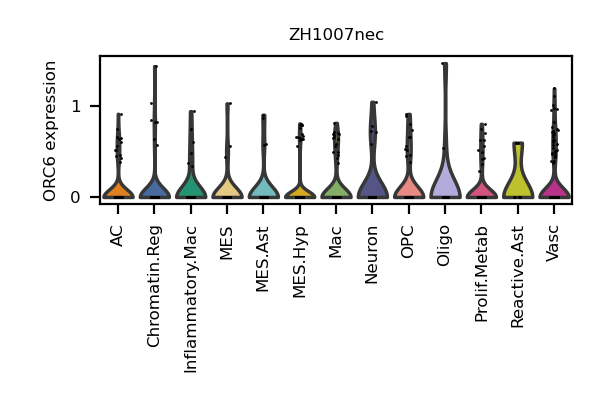 ZH1007nec
ORC6 expression
1
0
AC
Chromatin.Reg
Inflammatory.Mac
MES
MES.Ast
MES.Hyp
Mac
Neuron
OPC
Oligo
Prolif.Metab
Reactive.Ast
Vasc